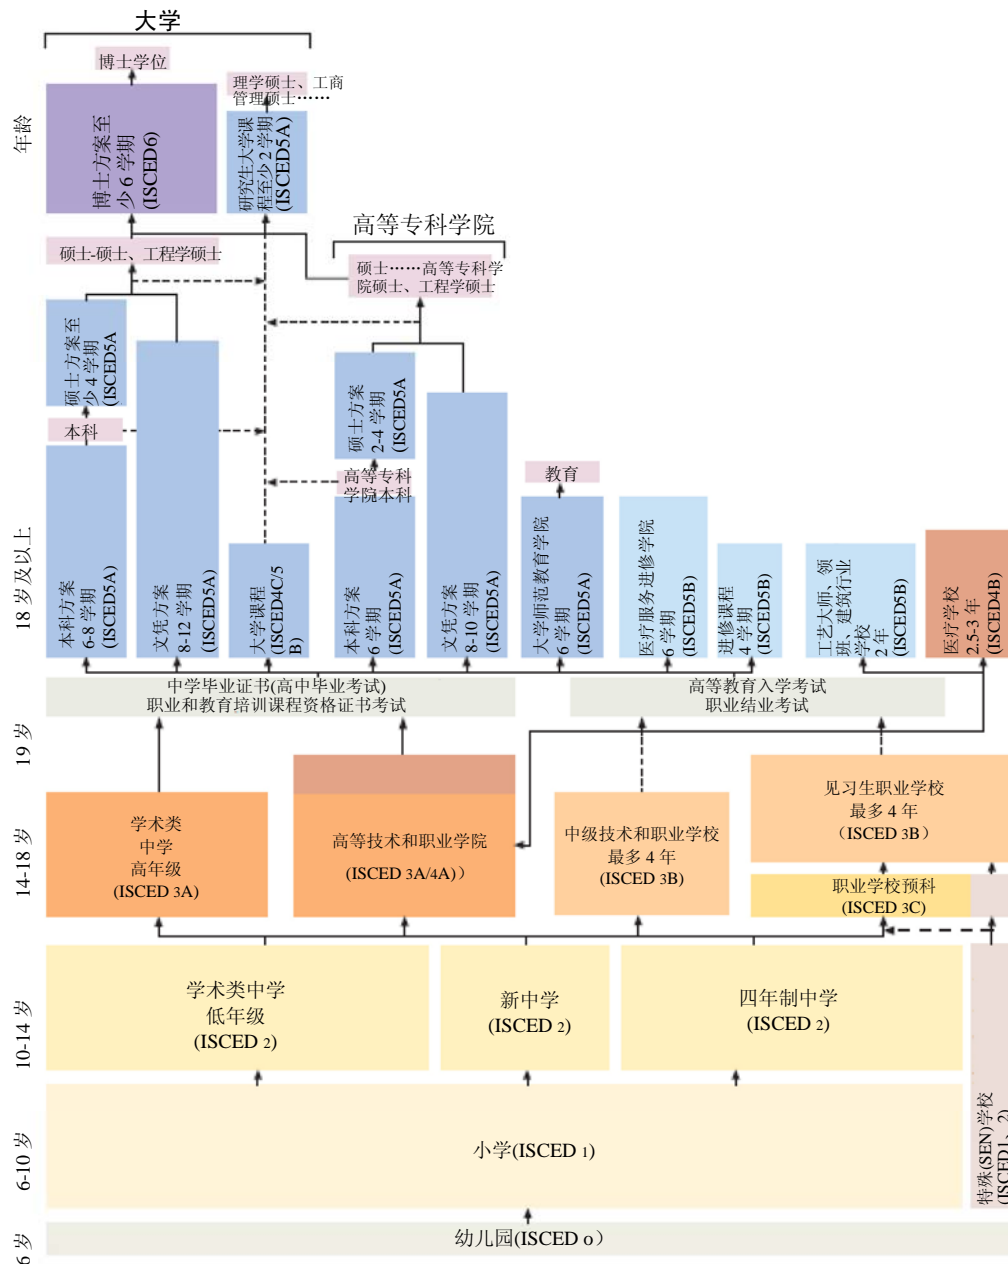 大学
博士学位
理学硕士、工商
管理硕士……
年龄
博士方案至
少 6 学期
(ISCED6)
研究生大学课
程至少 2 学期
(ISCED5A)
高等专科学院
硕士-硕士、工程学硕士
硕士……高等专科学
院硕士、工程学硕士
硕士方案至
少 4 学期
(ISCED5A
硕士方案
2-4 学期
(ISCED5A
本科
高等专科
学院本科
教育
18 岁及以上
本科方案
6-8 学期
(ISCED5A)
文凭方案
8-12 学期
(ISCED5A)
大学课程
(ISCED4C/5
B)
本科方案
6 学期
(ISCED5A)
文凭方案
8-10 学期
(ISCED5A)
大学师范教育学院
6 学期
(ISCED5A)
医疗服务进修学院
6 学期
(ISCED5B)
进修课程
4 学期
(ISCED5B)
工艺大师、领
班、建筑行业
学校
2 年
(ISCED5B)
医疗学校
2.5-3 年
(ISCED4B)
中学毕业证书(高中毕业考试)
职业和教育培训课程资格证书考试
高等教育入学考试
职业结业考试
19 岁
14-18 岁
学术类
中学
高年级
(ISCED 3A)
高等技术和职业学院
(ISCED 3A/4A)）
中级技术和职业学校
最多 4 年
(ISCED 3B)
见习生职业学校
最多 4 年
（ISCED 3B）
职业学校预科
(ISCED 3C)
10-14 岁
学术类中学
低年级
(ISCED 2)
新中学
(ISCED 2)
四年制中学
(ISCED 2)
6-10 岁
小学(ISCED 1)
特殊(SEN)学校
(ISCED1、2)
6 岁
幼儿园(ISCED o）